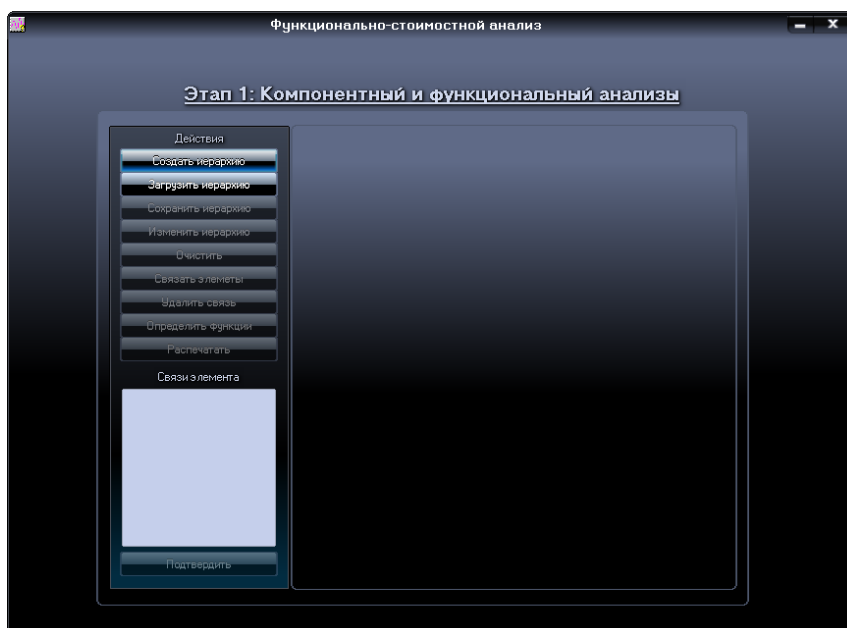 Функционально-стоимостной анализ
Этап 1: Компонентный и функциональный анализы
Действия
Создать иерархию
Загрузить иерархию
Сохранить иерархию
Изменить иерархию
Очистить
Связать элеметы
Удалить связь
Определить функции
Распечатать
Связи элемента
Подтвердить